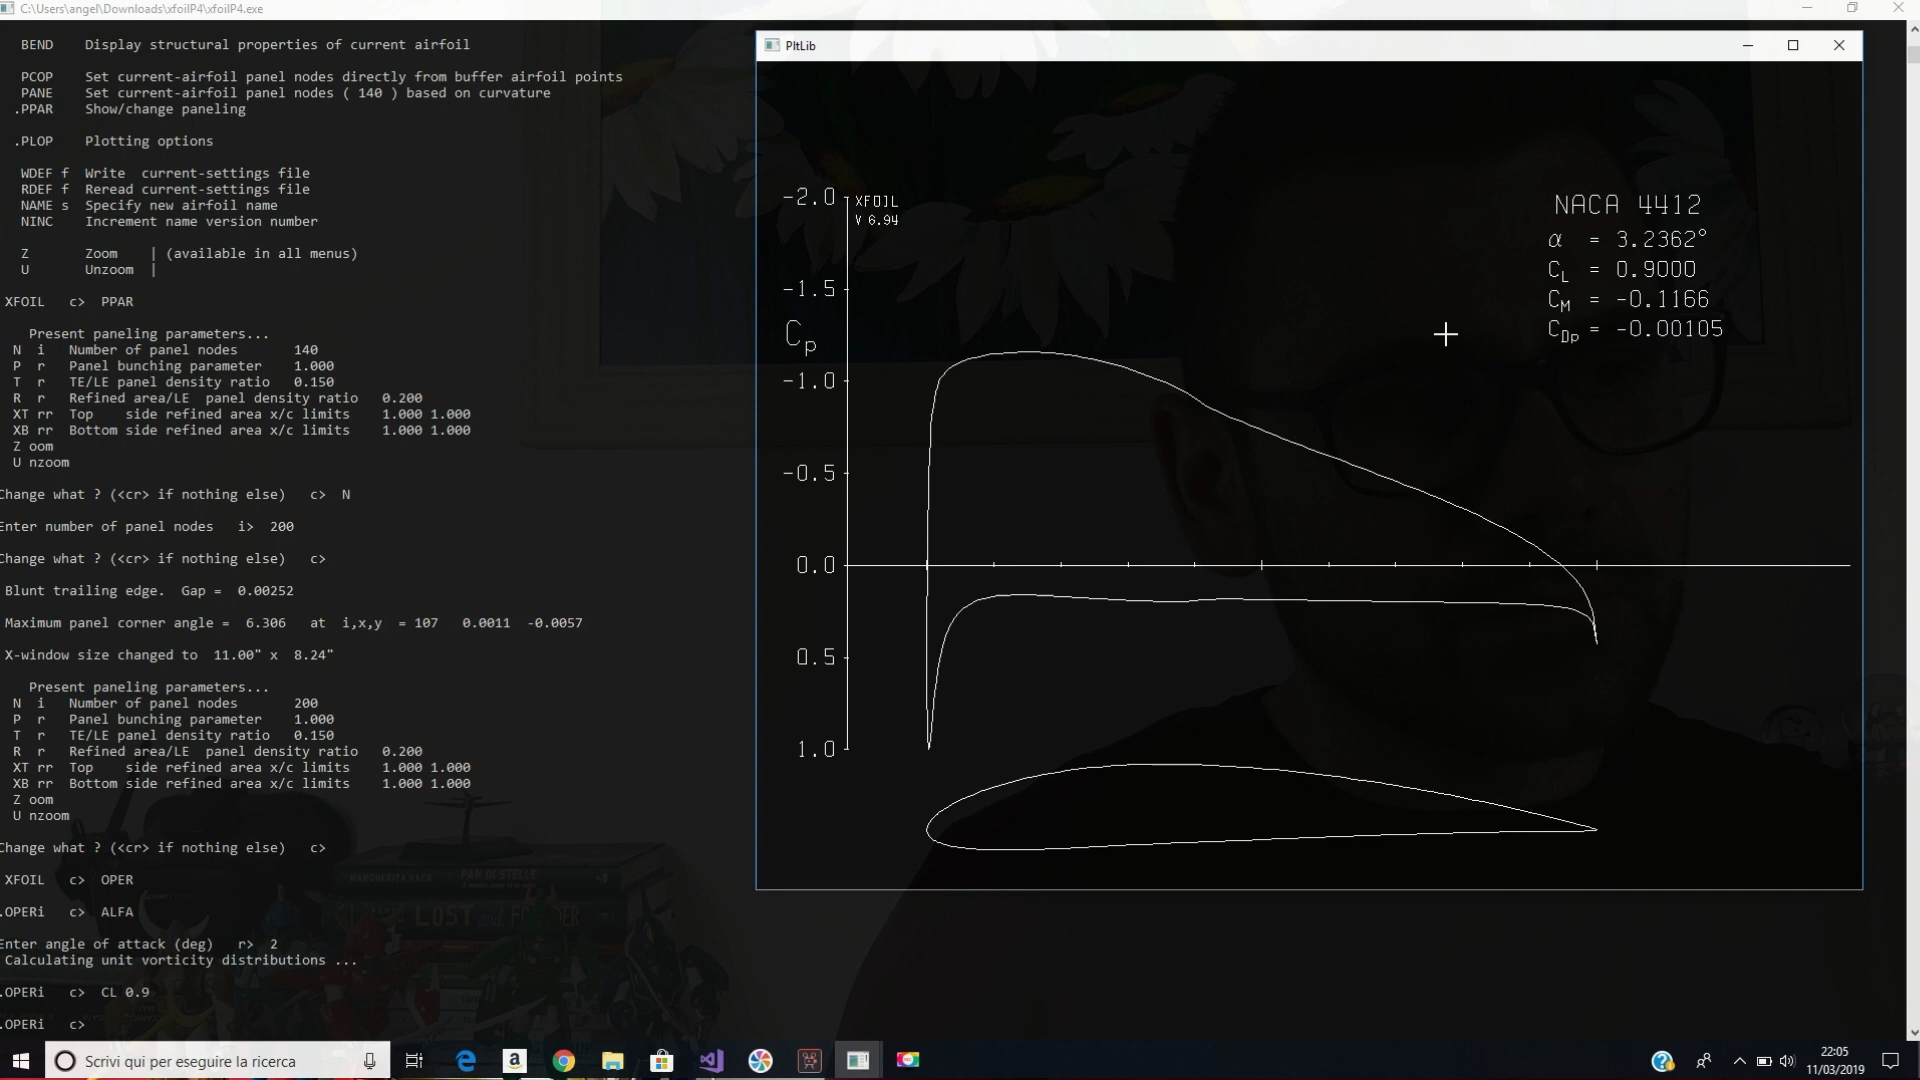 C:\Users\angel\Downloads\xfoilP4\xfoilP4.exe
BEND Display structural properties of current airfoil
PCOP Set current-airfoil panel nodes directly from buffer airfoil points
PANE Set current-airfoil panel nodes ( 140 ) based on curvature
.PPAR Show/change paneling
.PLOP Plotting options
WDEF f Write current-settings file
RDEF f Reread current-settings file
NAME s Specify new airfoil name
NINC Increment name version number
Z Zoom | (available in all menus)
U Unzoom |
XFOIL c> PPAR
Present paneling parameters...
N i Number of panel nodes 140
P r Panel bunching parameter 1.000
T r TE/LE panel density ratio 0.150
R r Refined area/LE panel density ratio 0.200
XT rr Top side refined area x/c limits 1.000 1.000
XB rr Bottom side refined area x/c limits 1.000 1.000
Z oom
U nzoom
Change what ? (<cr> if nothing else) c> N
Enter number of panel nodes i> 200
Change what ? (<cr> if nothing else) c>
Blunt trailing edge. Gap = 0.00252
Maximum panel corner angle = 6.306 at i,x,y = 107 0.0011 -0.0057
X-window size changed to 11.00" x 8.24"
Present paneling parameters...
N i Number of panel nodes 200
P r Panel bunching parameter 1.000
T r TE/LE panel density ratio 0.150
R r Refined area/LE panel density ratio 0.200
XT rr Top side refined area x/c limits 1.000 1.000
XB rr Bottom side refined area x/c limits 1.000 1.000
Z oom
U nzoom
Change what ? (<cr> if nothing else) c>
XFOIL c> OPER
.OPERi c> ALFA
Enter angle of attack (deg) r> 2
Calculating unit vorticity distributions ...
.OPERi c> CL 0.9
.OPERi c>
PltLib
-2.0
XFOIL
V 6.94
-1.5
Cp
-1.0
-0.5
0.0
0.5
1.0
NACA 4412
α = 3.2362°
CL = 0.9000
CM = -0.1166
CDp = -0.00105
MARGHERITA HACK
PAN DI STELLE
LOST and FOUNDER
Scrivi qui per eseguire la ricerca
22:05
11/03/2019